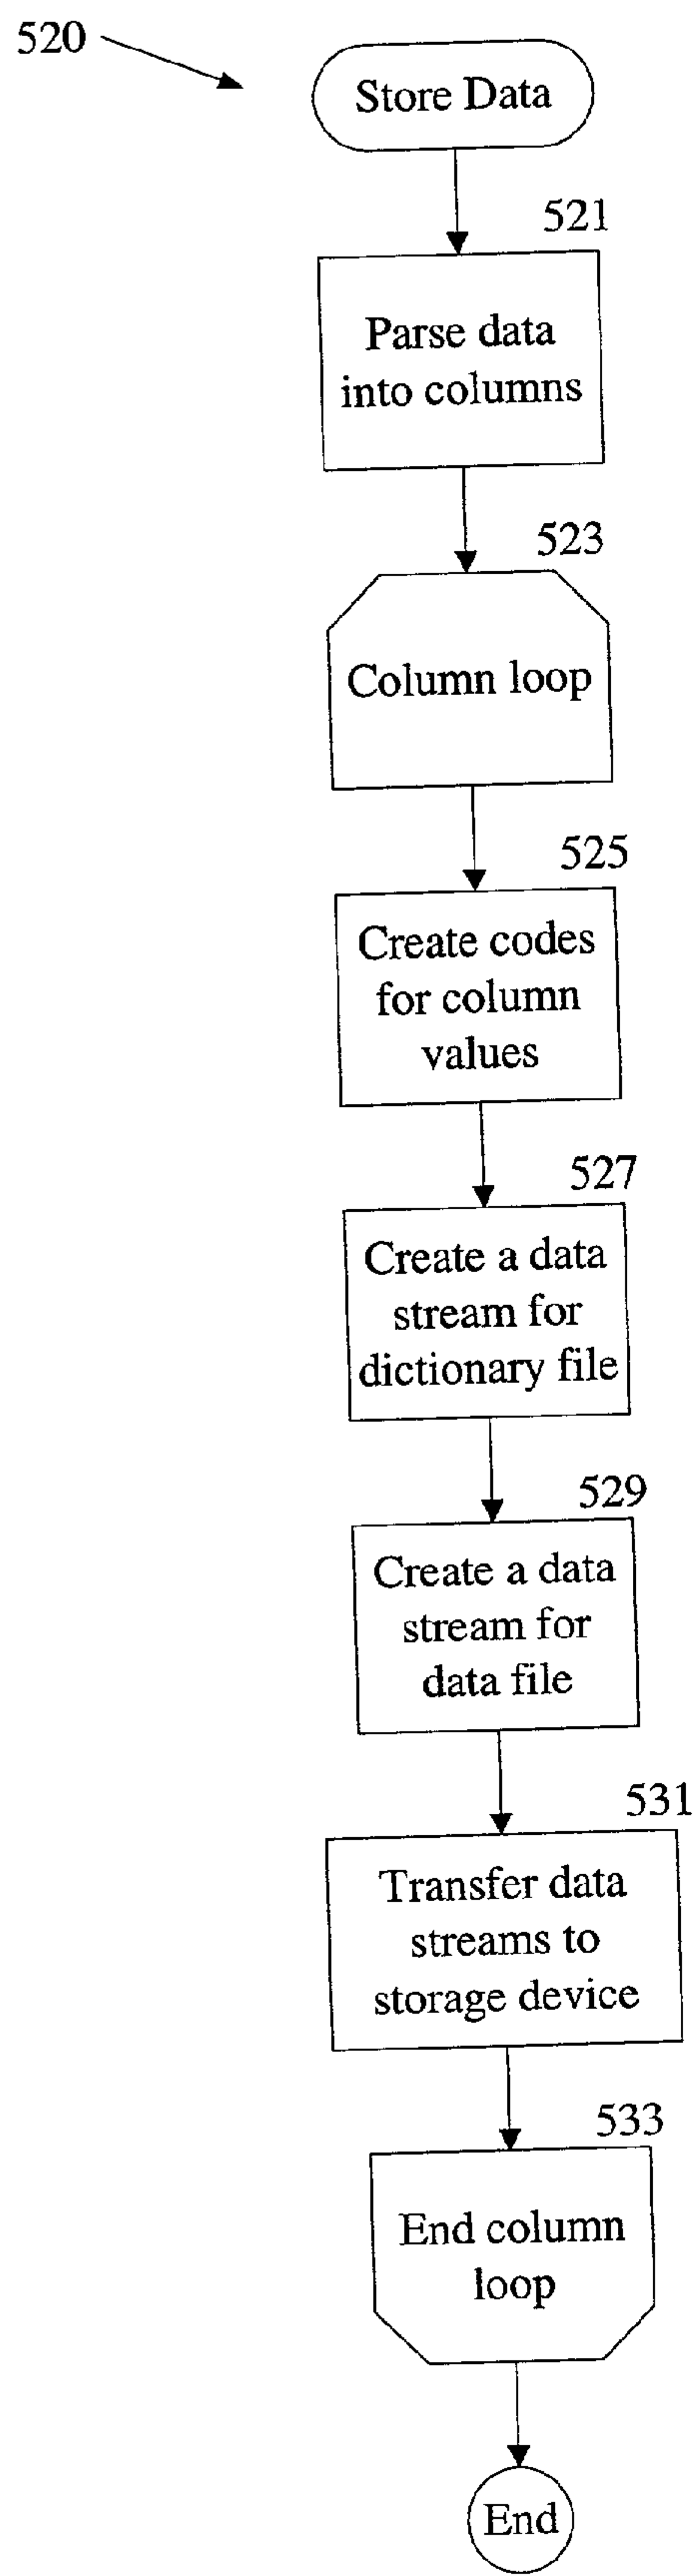 520
Store Data
521
Parse data
into columns
523
Column loop
525
Create codes
for column
values
527
Create a data
stream for
dictionary file
529
Create a data
stream for
data file
531
Transfer data
streams to
storage device
533
End column
loop
End